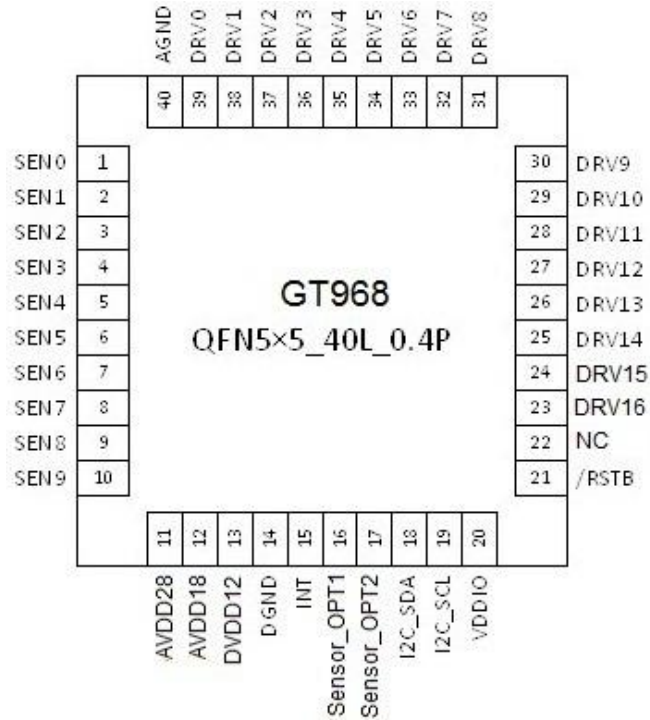 AGND DRV0 DRV1 DRV2 DRV3 DRV4 DRV5 DRV6 DRV7 DRV8
40 39 38 37 36 35 34 33 32 31
SEN0 1 30 DRV9
SEN1 2 29 DRV10
SEN2 3 28 DRV11
SEN3 4 27 DRV12
SEN4 5 26 DRV13
SEN5 6 25 DRV14
SEN6 7 24 DRV15
SEN7 8 23 DRV16
SEN8 9 22 NC
SEN9 10 21 /RSTB
GT968
QFN5×5_40L_0.4P
11 12 13 14 15 16 17 18 19 20
AVDD28 AVDD18 DVDD12 DGND INT Sensor_OPT1 Sensor_OPT2 I2C_SDA I2C_SCL VDDIO